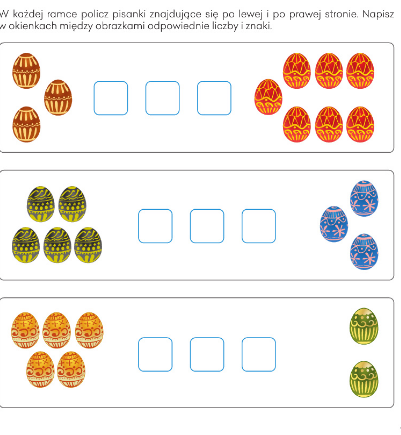 W każdej ramce policz pisanki znajdujące się po lewej i po prawej stronie. Napisz
w okienkach między obrazkami odpowiednie liczby i znaki.